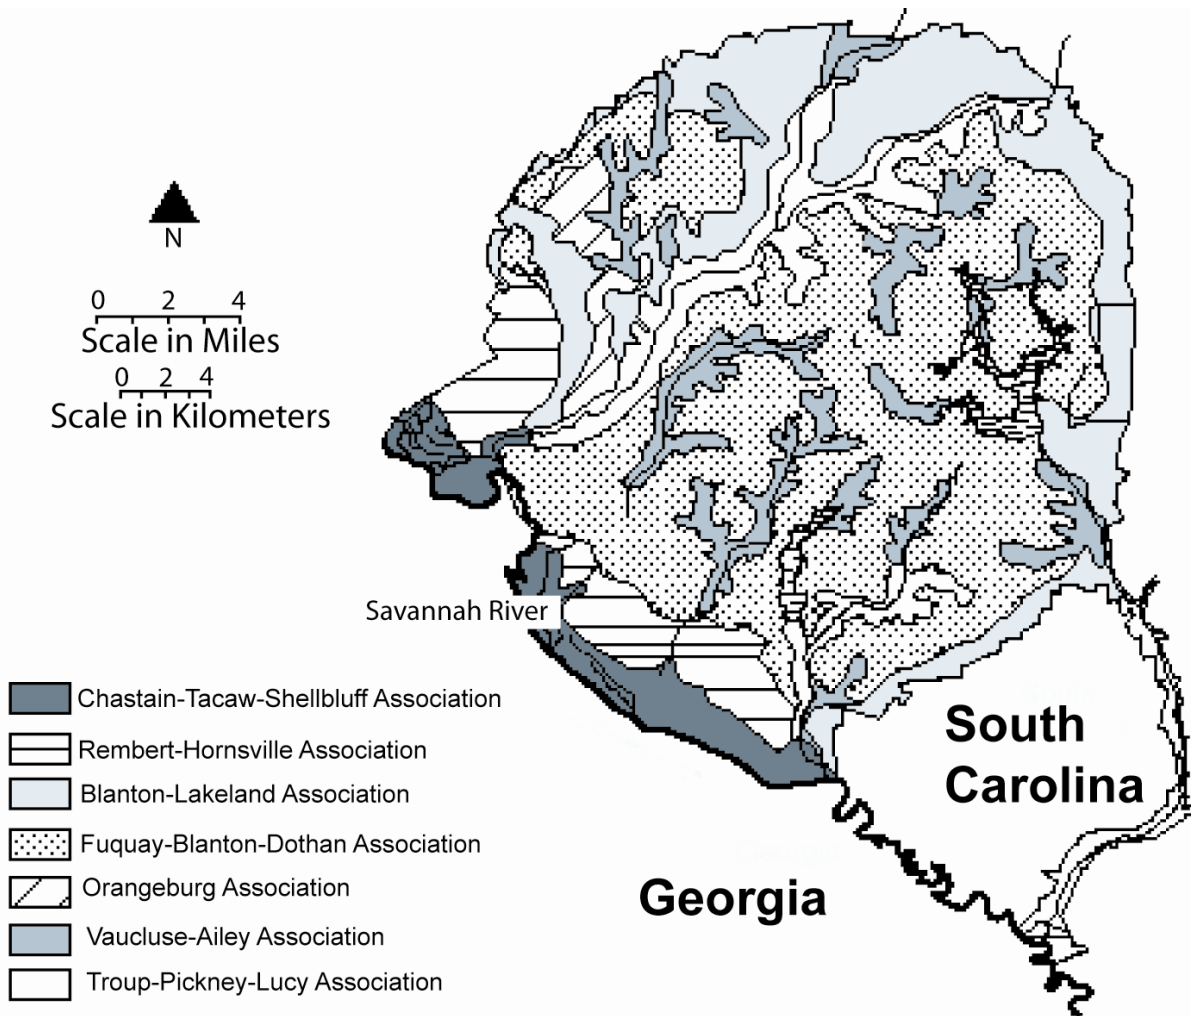 N
0 2 4
Scale in Miles
0 2 4
Scale in Kilometers
Savannah River
Chastain-Tacaw-Shellbluff Association
Rembert-Hornsville Association
Blanton-Lakeland Association
Fuquay-Blanton-Dothan Association
Orangeburg Association
Vaucluse-Ailey Association
Troup-Pickney-Lucy Association
South
Carolina
Georgia